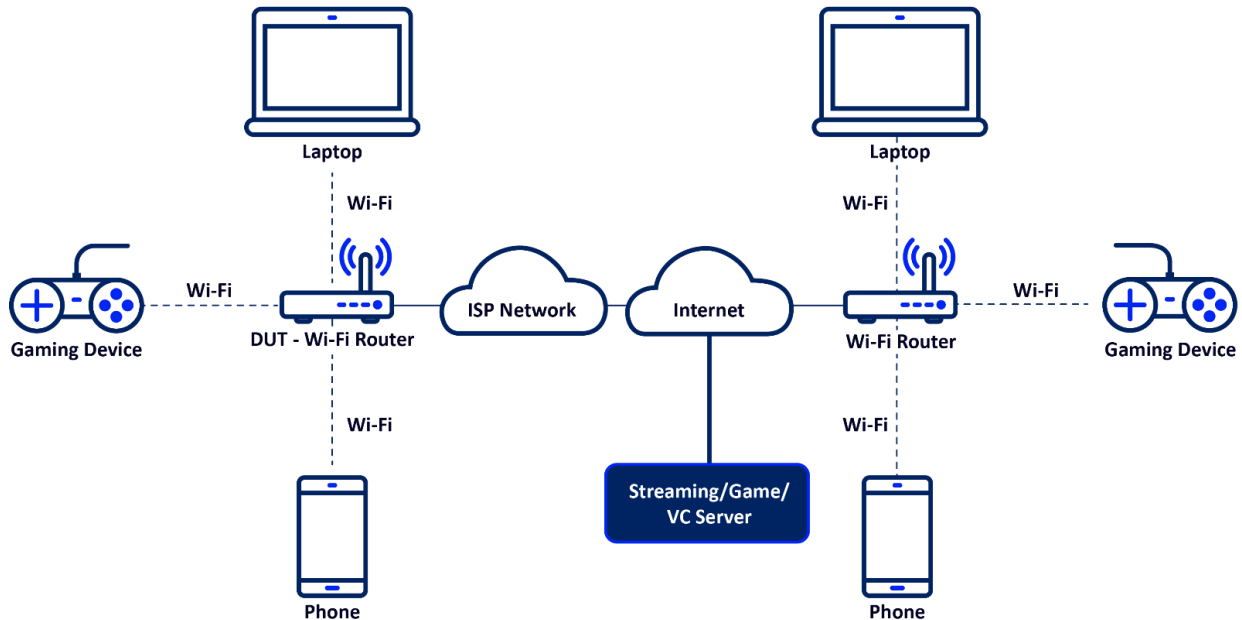 Laptop
Laptop
Wi-Fi
Wi-Fi
Wi-Fi
Wi-Fi
ISP Network
Internet
Gaming Device
DUT - Wi-Fi Router
Wi-Fi Router
Gaming Device
Wi-Fi
Wi-Fi
Streaming/Game/
VC Server
Phone
Phone